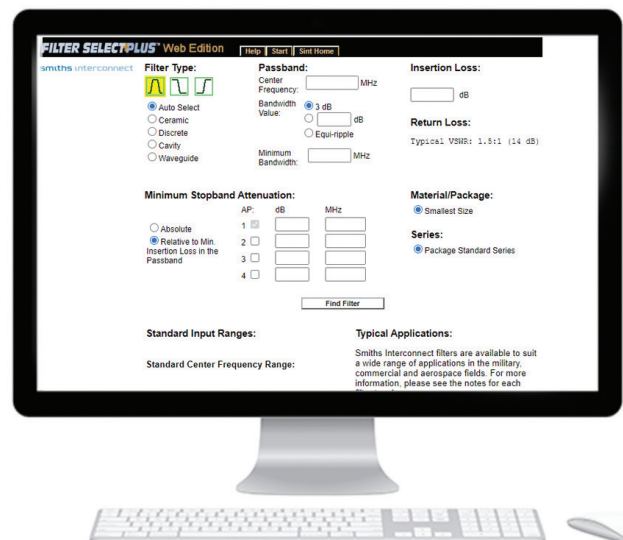 FILTER SELECTPLUS™ Web Edition
Help Start Sint Home
smiths interconnect
Filter Type:
Auto Select
Ceramic
Discrete
Cavity
Waveguide
Passband:
Center
Frequency: MHz
Bandwidth
Value: 3 dB
dB
Equi-ripple
Minimum
Bandwidth: MHz
Insertion Loss:
dB
Return Loss:
Typical VSWR: 1.5:1 (14 dB)
Minimum Stopband Attenuation:
Absolute
Relative to Min.
Insertion Loss in the
Passband
AP: dB MHz
1
2
3
4
Material/Package:
Smallest Size
Series:
Package Standard Series
Find Filter
Standard Input Ranges:
Standard Center Frequency Range:
Typical Applications:
Smiths Interconnect filters are available to suit
a wide range of applications in the military,
commercial and aerospace fields. For more
information, please see the notes for each